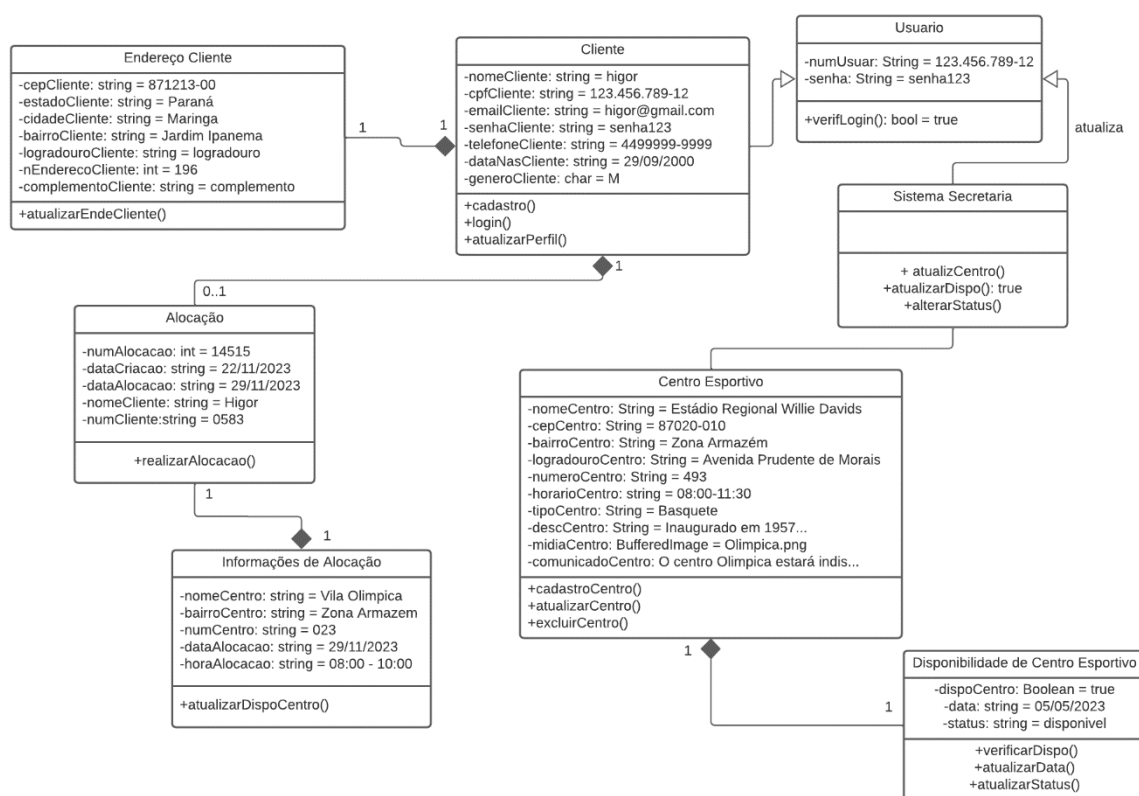 Endereço Cliente
-cepCliente: string = 871213-00
-estadoCliente: string = Paraná
-cidadeCliente: string = Maringa
-bairroCliente: string = Jardim Ipanema
-logradouroCliente: string = logradouro
-nEnderecoCliente: int = 196
-complementoCliente: string = complemento
+atualizarEndeCliente()
1
1
Cliente
-nomeCliente: string = higor
-cpfCliente: string = 123.456.789-12
-emailCliente: string = higor@gmail.com
-senhaCliente: string = senha123
-telefoneCliente: string = 4499999-9999
-dataNasCliente: string = 29/09/2000
-generoCliente: char = M
+cadastro()
+login()
+atualizarPerfil()
Usuario
-numUsuar: String = 123.456.789-12
-senha: String = senha123
+verifLogin(): bool = true
atualiza
Sistema Secretaria
+ atualizCentro()
+atualizarDispo(): true
+alterarStatus()
1
0..1
Alocação
-numAlocacao: int = 14515
-dataCriacao: string = 22/11/2023
-dataAlocacao: string = 29/11/2023
-nomeCliente: string = Higor
-numCliente:string = 0583
+realizarAlocacao()
1
1
Informações de Alocação
-nomeCentro: string = Vila Olimpica
-bairroCentro: string = Zona Armazem
-numCentro: string = 023
-dataAlocacao: string = 29/11/2023
-horaAlocacao: string = 08:00 - 10:00
+atualizarDispoCentro()
Centro Esportivo
-nomeCentro: String = Estádio Regional Willie Davids
-cepCentro: String = 87020-010
-bairroCentro: String = Zona Armazém
-logradouroCentro: String = Avenida Prudente de Morais
-numeroCentro: String = 493
-horarioCentro: string = 08:00-11:30
-tipoCentro: String = Basquete
-descCentro: String = Inaugurado em 1957...
-midiaCentro: BufferedImage = Olimpica.png
-comunicadoCentro: O centro Olimpica estará indis...
+cadastroCentro()
+atualizarCentro()
+excluirCentro()
1
1
Disponibilidade de Centro Esportivo
-dispoCentro: Boolean = true
-data: string = 05/05/2023
-status: string = disponivel
+verificarDispo()
+atualizarData()
+atualizarStatus()